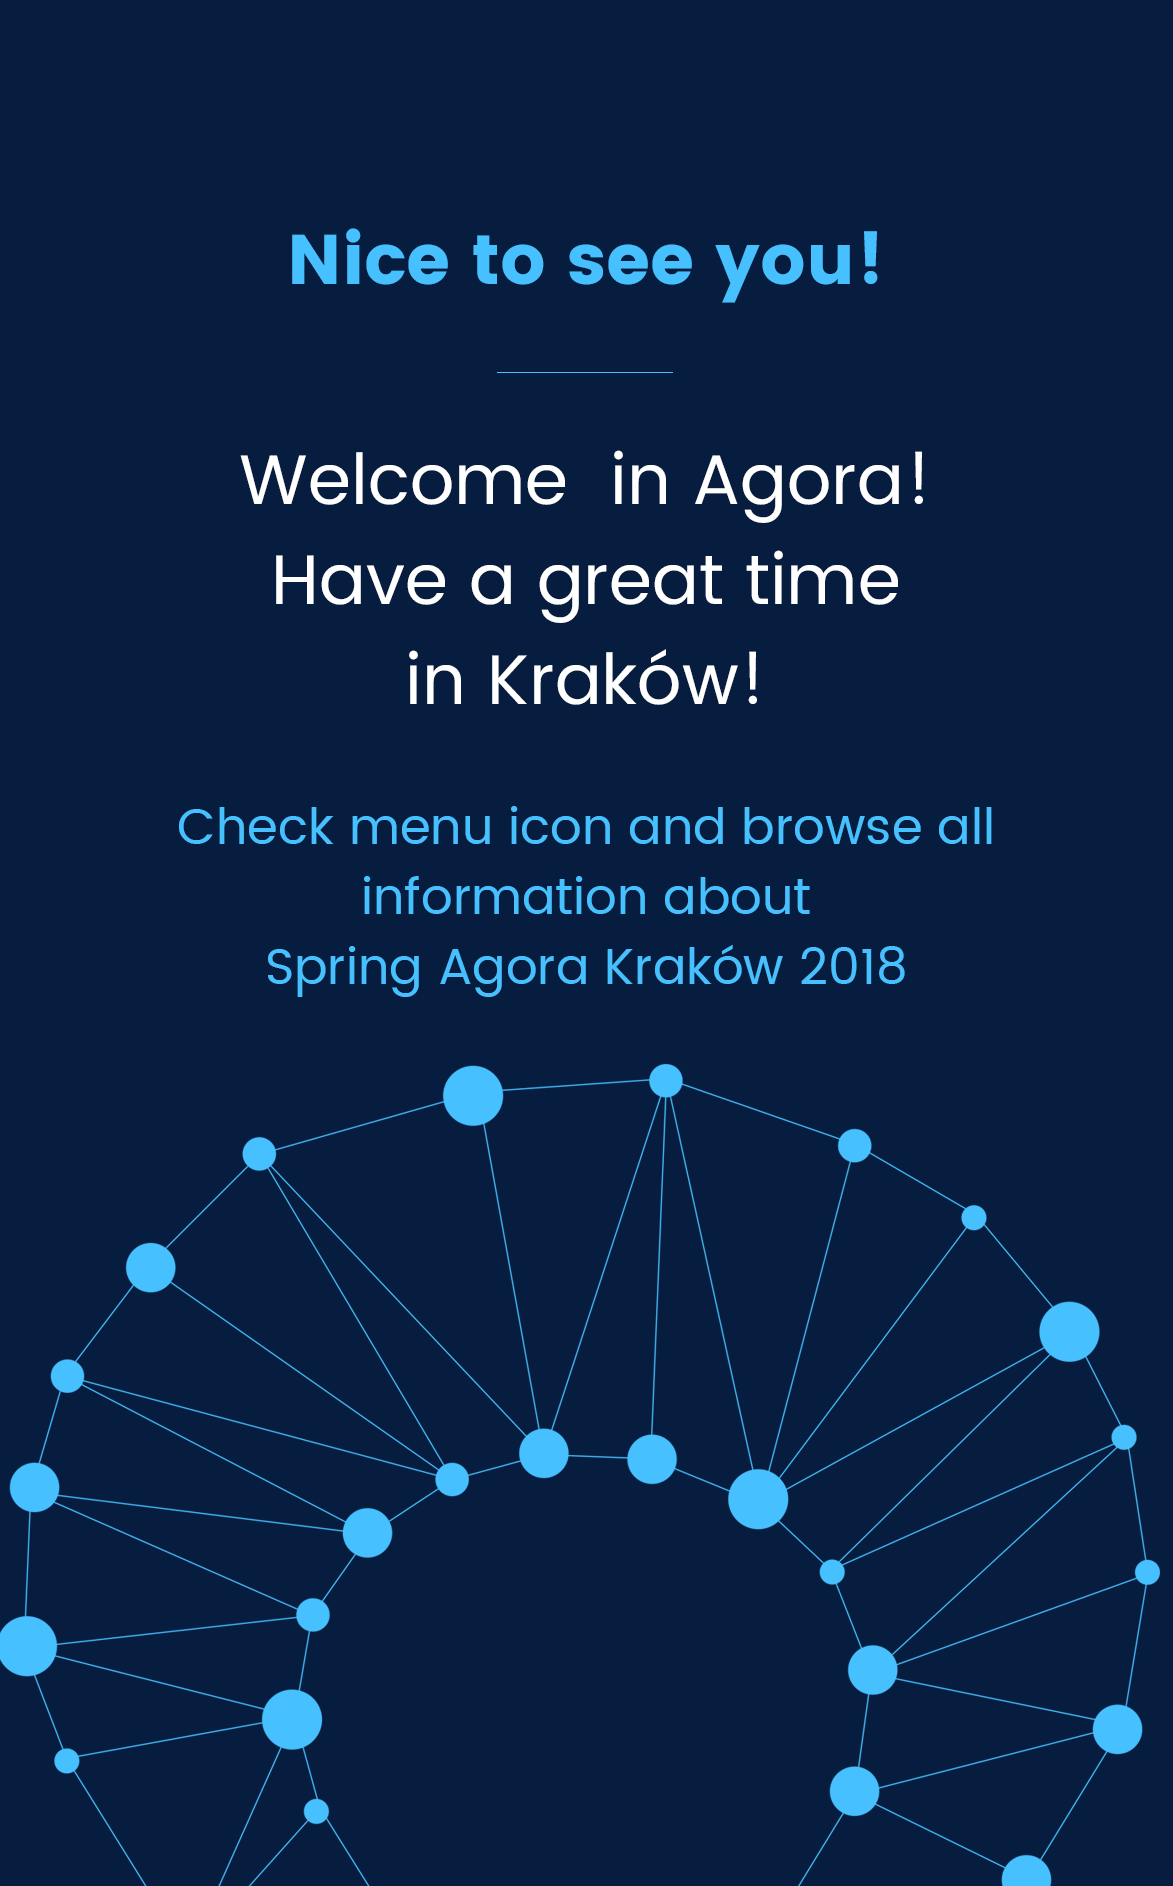 Nice to see you!
Welcome  in Agora!
Have a great time
in Kraków!
Check menu icon and browse all
information about
Spring Agora Kraków 2018